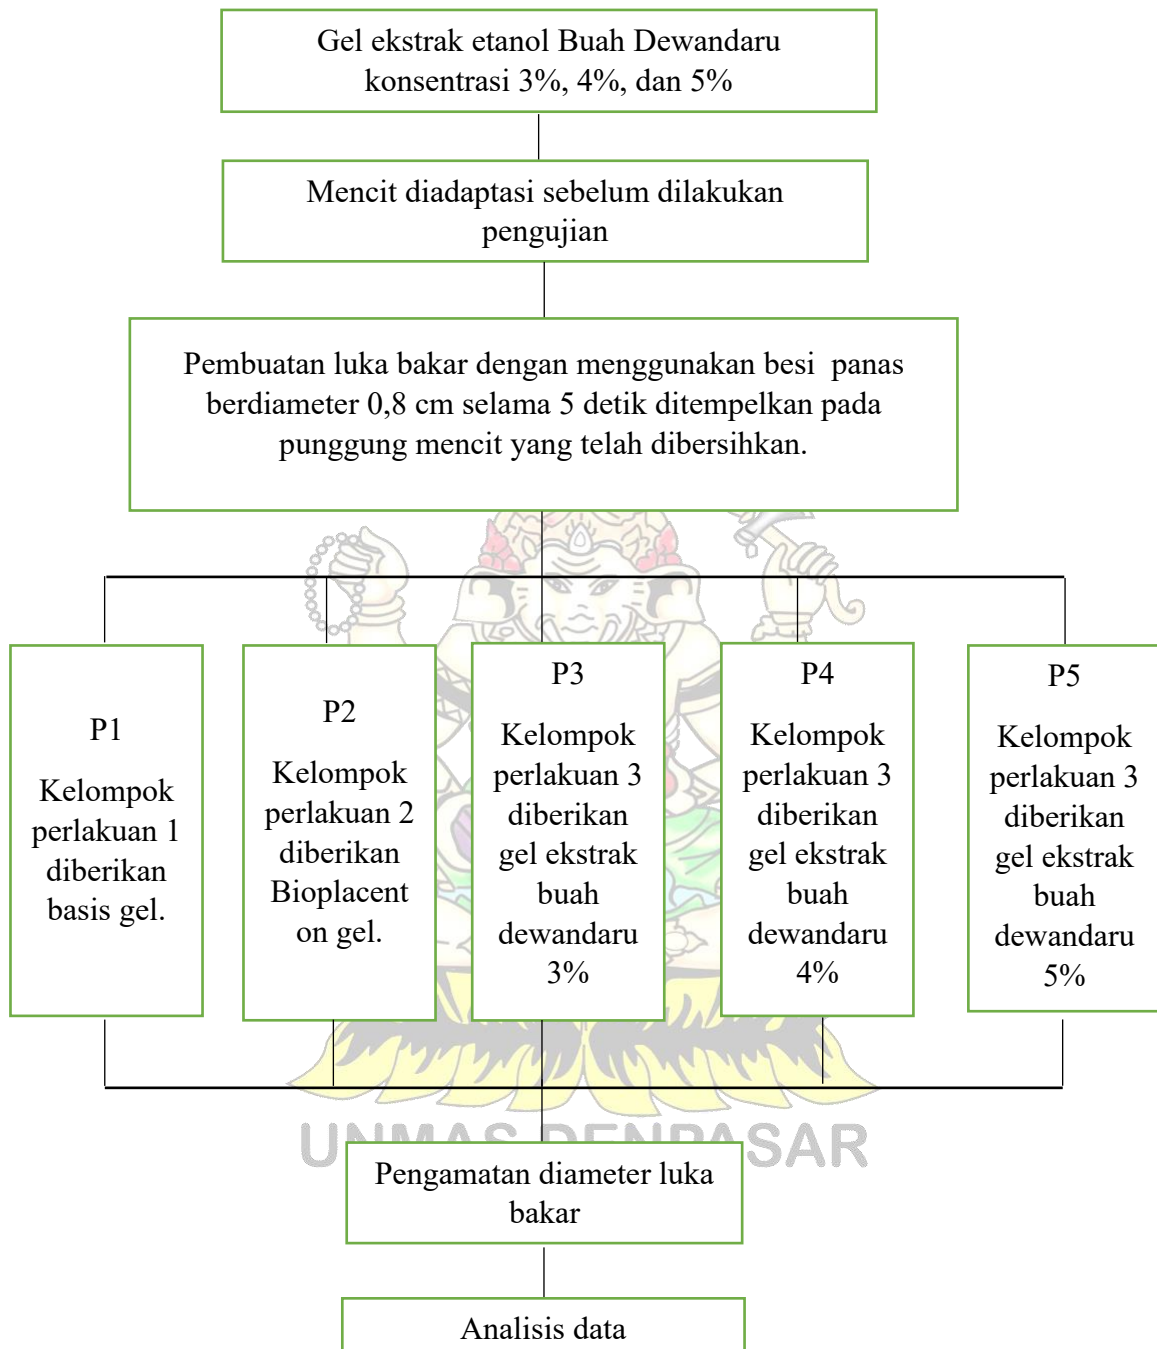 Gel ekstrak etanol Buah Dewandaru
konsentrasi 3%, 4%, dan 5%
Mencit diadaptasi sebelum dilakukan
pengujian
Pembuatan luka bakar dengan menggunakan besi panas
berdiameter 0,8 cm selama 5 detik ditempelkan pada
punggung mencit yang telah dibersihkan.
P1
Kelompok
perlakuan 1
diberikan
basis gel.
P2
Kelompok
perlakuan 2
diberikan
Bioplacent
on gel.
P3
Kelompok
perlakuan 3
diberikan
gel ekstrak
buah
dewandaru
3%
P4
Kelompok
perlakuan 3
diberikan
gel ekstrak
buah
dewandaru
4%
P5
Kelompok
perlakuan 3
diberikan
gel ekstrak
buah
dewandaru
5%
UNMAS DENPASAR
Pengamatan diameter luka
bakar
Analisis data